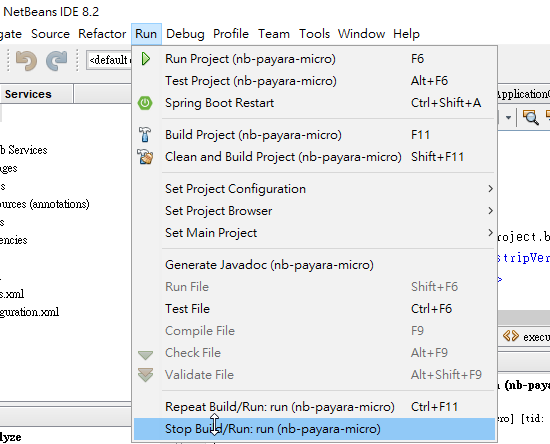 NetBeans IDE 8.2
gate Source Refactor Run Debug Profile Team Tools Window Help
<default c
Services
b Services
ages
s
ources (annotations)
s
encies
s.xml
guration.xml
lyze
Run Project (nb-payara-micro) F6
Test Project (nb-payara-micro) Alt+F6
Spring Boot Restart Ctrl+Shift+A
Build Project (nb-payara-micro) F11
Clean and Build Project (nb-payara-micro) Shift+F11
Set Project Configuration
Set Project Browser
Set Main Project
Generate Javadoc (nb-payara-micro)
Run File Shift+F6
Test File Ctrl+F6
Compile File F9
Check File Alt+F9
Validate File Alt+Shift+F9
Repeat Build/Run: run (nb-payara-micro) Ctrl+F11
Stop Build/Run: run (nb-payara-micro)
ApplicationC
roject.b
stripVer
>
execu
n (nb-pay
ero] [tid: